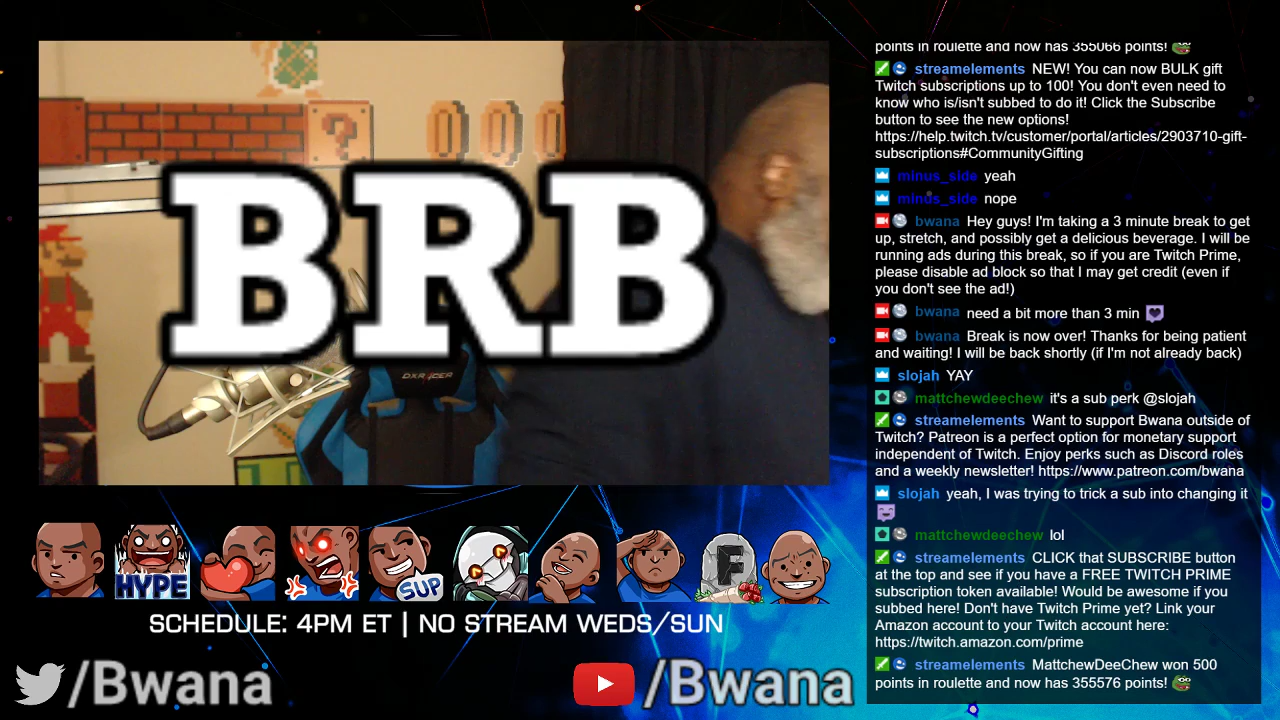 BRB
?
DXRACER
HYPE
SUP
F
SCHEDULE: 4PM ET | NO STREAM WEDS/SUN
/Bwana
/Bwana
points in roulette and now has 355066 points!
streamelements NEW! You can now BULK gift
Twitch subscriptions up to 100! You don't even need to
know who is/isn't subbed to do it! Click the Subscribe
button to see the new options!
https://help.twitch.tv/customer/portal/articles/2903710-gift-
subscriptions#CommunityGifting
minus_side yeah
minus_side nope
bwana Hey guys! I'm taking a 3 minute break to get
up, stretch, and possibly get a delicious beverage. I will be
running ads during this break, so if you are Twitch Prime,
please disable ad block so that I may get credit (even if
you don't see the ad!)
bwana need a bit more than 3 min
bwana Break is now over! Thanks for being patient
and waiting! I will be back shortly (if I'm not already back)
slojah YAY
mattchewdeechew it's a sub perk @slojah
streamelements Want to support Bwana outside of
Twitch? Patreon is a perfect option for monetary support
independent of Twitch. Enjoy perks such as Discord roles
and a weekly newsletter! https://www.patreon.com/bwana
slojah yeah, I was trying to trick a sub into changing it
mattchewdeechew lol
streamelements CLICK that SUBSCRIBE button
at the top and see if you have a FREE TWITCH PRIME
subscription token available! Would be awesome if you
subbed here! Don't have Twitch Prime yet? Link your
Amazon account to your Twitch account here:
https://twitch.amazon.com/prime
streamelements MattchewDeeChew won 500
points in roulette and now has 355576 points!